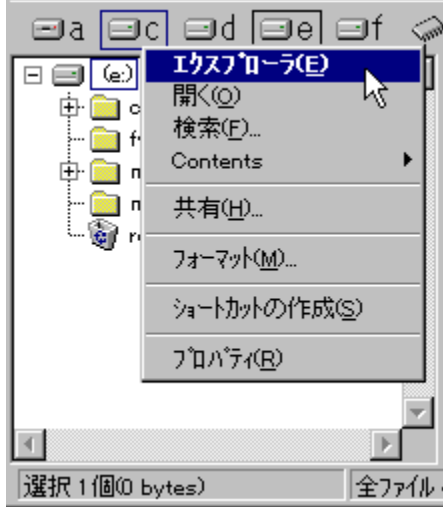 a c d e f
(e:)
エクスプローラ(E)
開く(O)
検索(F)...
Contents
共有(H)...
フォーマット(M)...
ショートカットの作成(S)
プロパティ(R)
選択 1個(0 bytes)
全ファイル